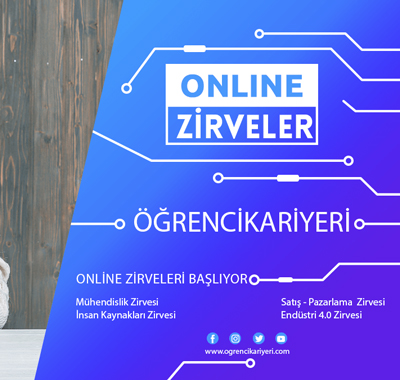 ONLINE
ZİRVELER
ÖĞRENCİKARİYERİ
ONLİNE ZİRVELERİ BAŞLIYOR
Mühendislik Zirvesi
Satış - Pazarlama Zirvesi
İnsan Kaynakları Zirvesi
Endüstri 4.0 Zirvesi
www.ogrencikariyeri.com